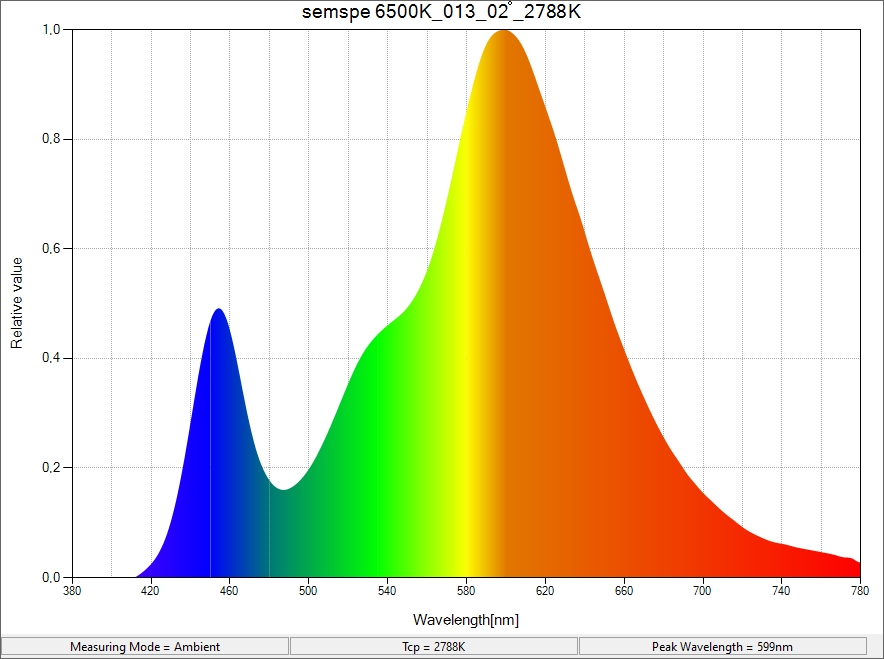 semspe 6500K_013_02°_2788K
1.0
0.8
0.6
0.4
0.2
0.0
Relative value
380 420 460 500 540 580 620 660 700 740 780
Wavelength[nm]
Measuring Mode = Ambient Tcp = 2788K Peak Wavelength = 599nm